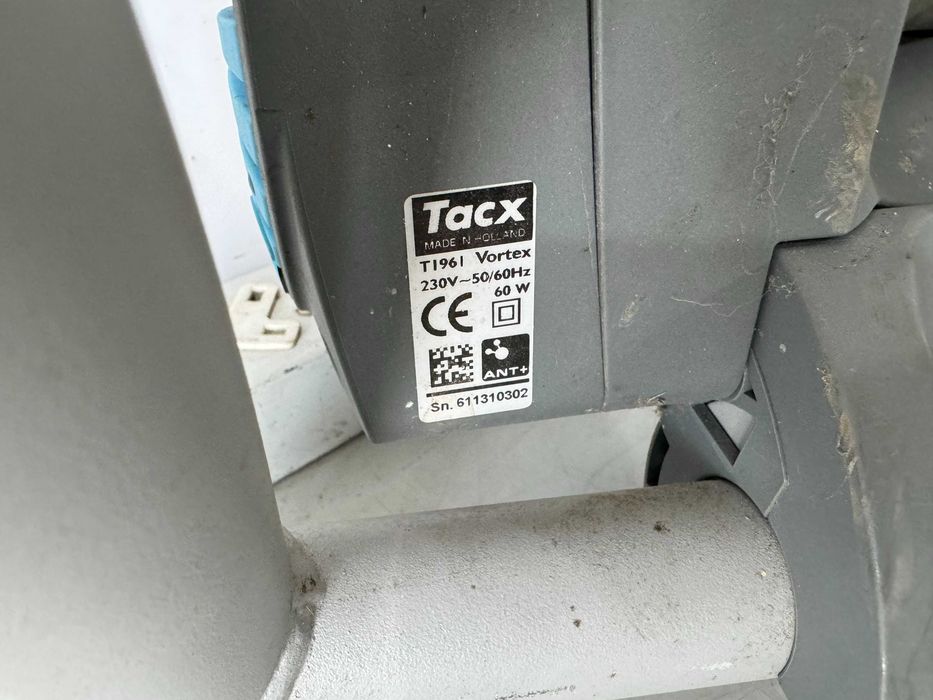 Tacx
MADE IN HOLLAND
T1961 Vortex
230V~50/60Hz
60 W
CE
ANT+
Sn. 611310302